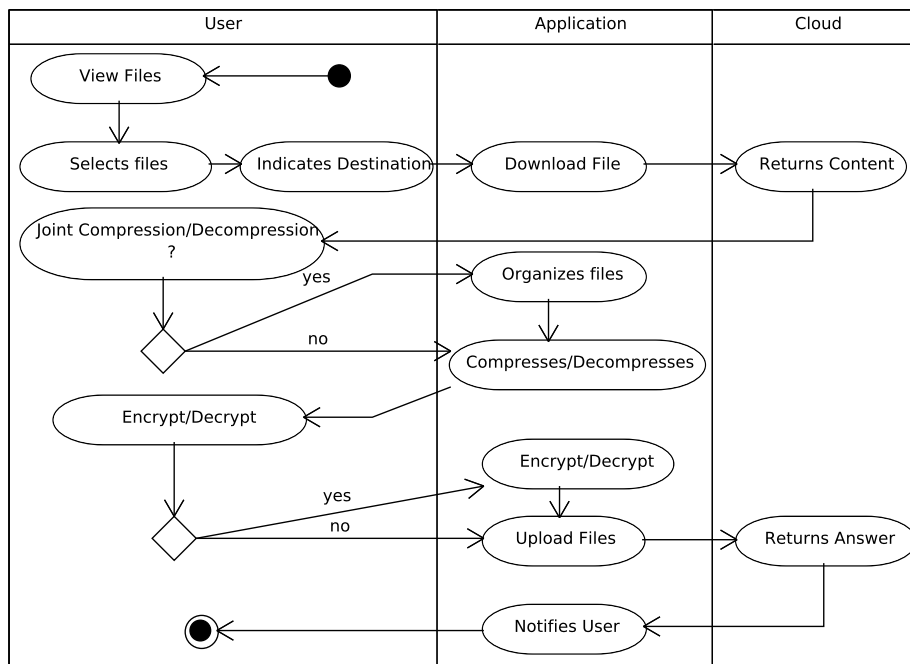 User
Application
Cloud
View Files
Selects files
Indicates Destination
Download File
Returns Content
Joint Compression/Decompression
?
yes
Organizes files
no
Compresses/Decompresses
Encrypt/Decrypt
Encrypt/Decrypt
yes
no
Upload Files
Returns Answer
Notifies User